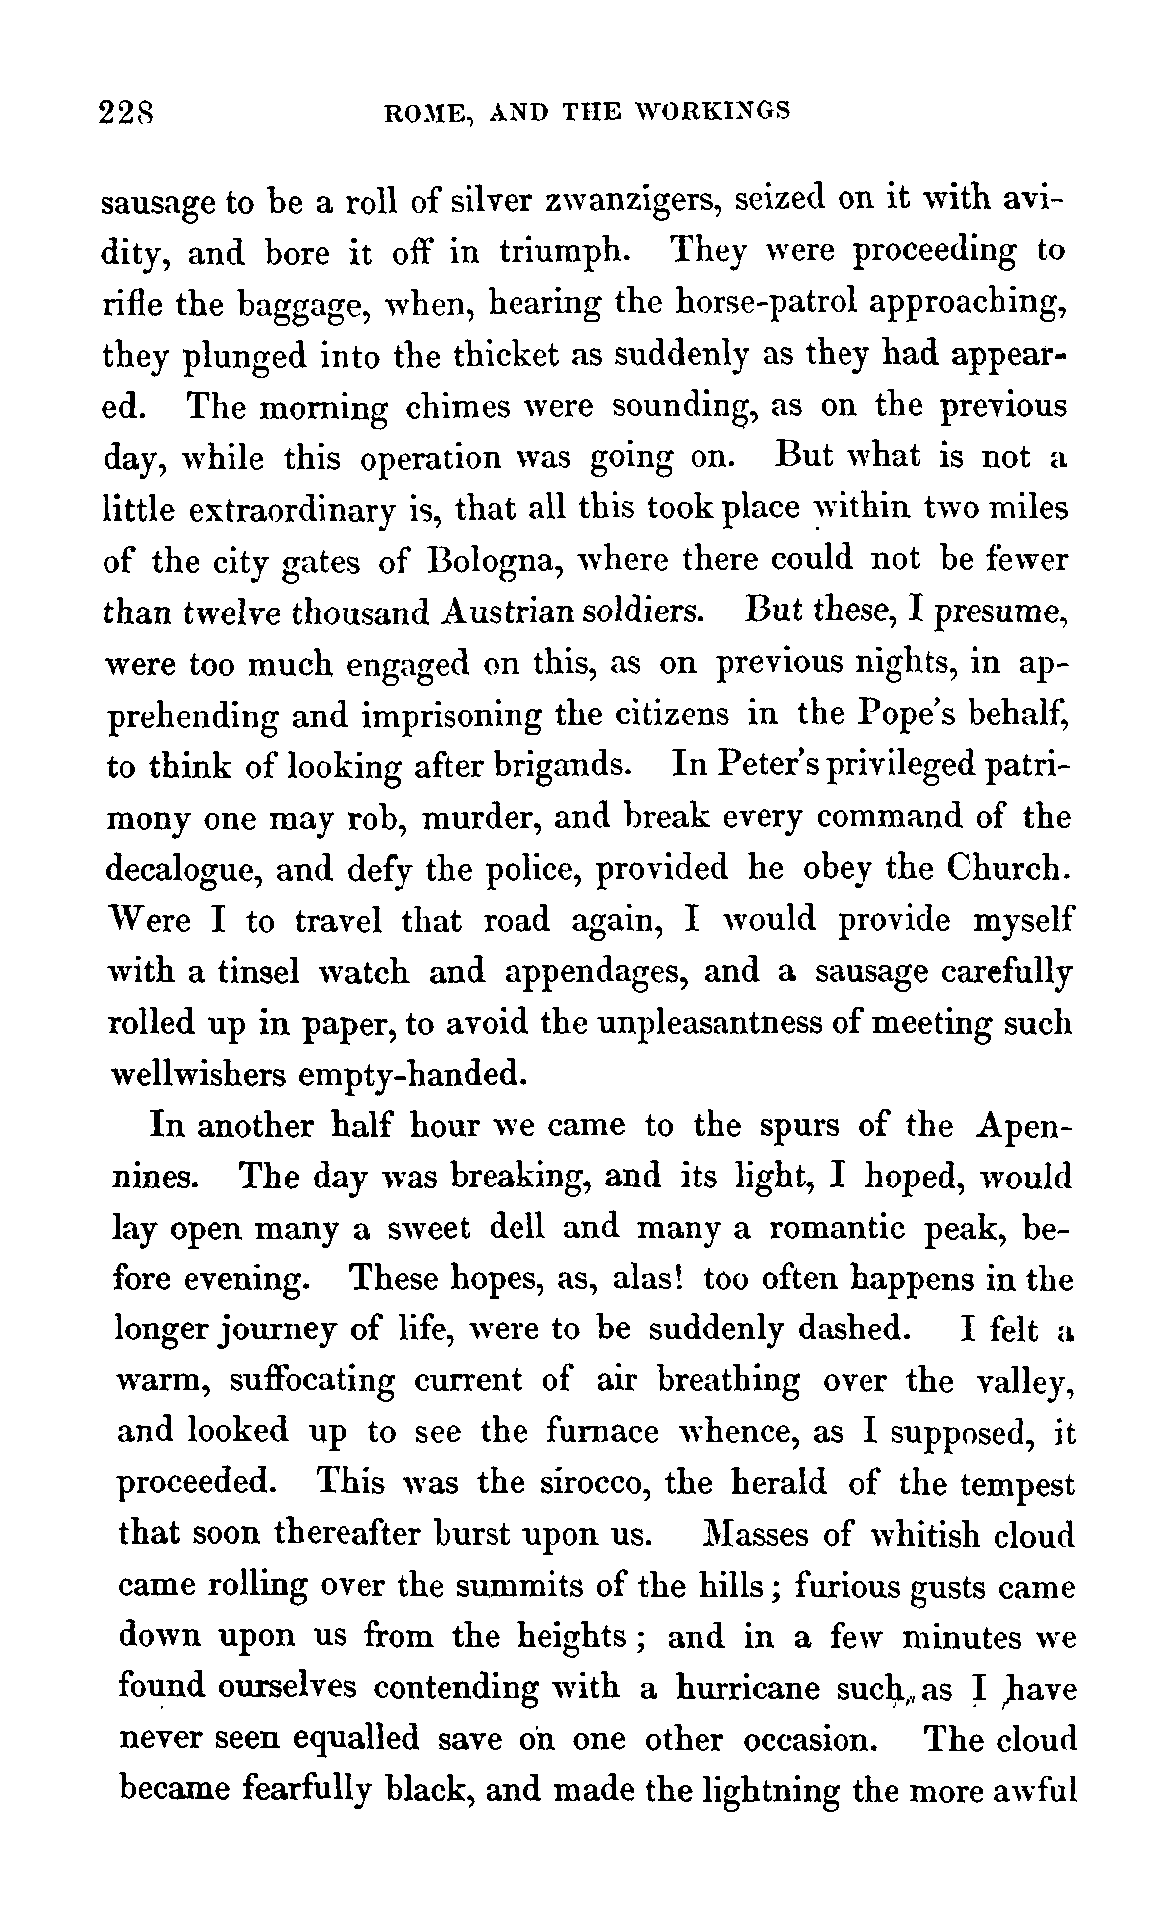 228 ROME, AND THE WORKINGS
sausage to be a roll of silver zwanzigers, seized on it with avi-
dity, and bore it off in triumph. They were proceeding to
rifle the baggage, when, hearing the horse-patrol approaching,
they plunged into the thicket as suddenly as they had appear-
ed. The morning chimes were sounding, as on the previous
day, while this operation was going on. But what is not a
little extraordinary is, that all this took place within two miles
of the city gates of Bologna, where there could not be fewer
than twelve thousand Austrian soldiers. But these, I presume,
were too much engaged on this, as on previous nights, in ap-
prehending and imprisoning the citizens in the Pope's behalf,
to think of looking after brigands. In Peter's privileged patri-
mony one may rob, murder, and break every command of the
decalogue, and defy the police, provided he obey the Church.
Were I to travel that road again, I would provide myself
with a tinsel watch and appendages, and a sausage carefully
rolled up in paper, to avoid the unpleasantness of meeting such
wellwishers empty-handed.
In another half hour we came to the spurs of the Apen-
nines. The day was breaking, and its light, I hoped, would
lay open many a sweet dell and many a romantic peak, be-
fore evening. These hopes, as, alas! too often happens in the
longer journey of life, were to be suddenly dashed. I felt a
warm, suffocating current of air breathing over the valley,
and looked up to see the furnace whence, as I supposed, it
proceeded. This was the sirocco, the herald of the tempest
that soon thereafter burst upon us. Masses of whitish cloud
came rolling over the summits of the hills; furious gusts came
down upon us from the heights; and in a few minutes we
found ourselves contending with a hurricane such as I have
never seen equalled save on one other occasion. The cloud
became fearfully black, and made the lightning the more awful